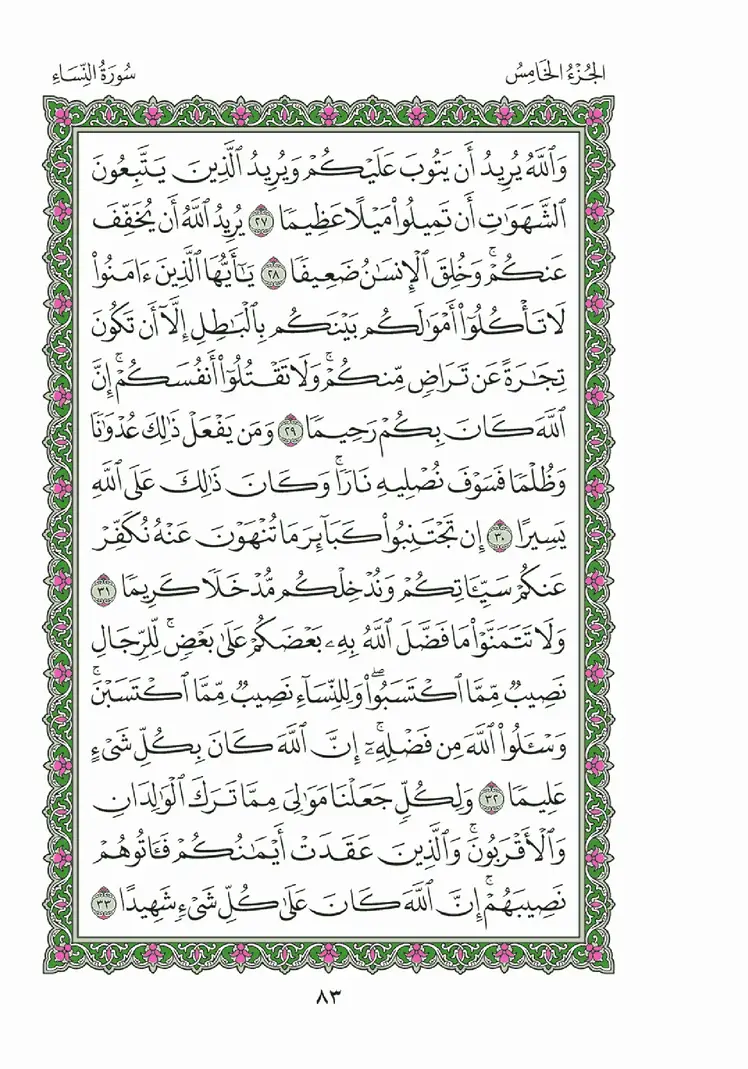 الجُزْءُ الخَامِسُ
سُورَةُ النِّسَاءِ
وَٱللَّهُ يُرِيدُ أَن يَتُوبَ عَلَيْكُمْ وَيُرِيدُ ٱلَّذِينَ يَتَّبِعُونَ
ٱلشَّهَوَٰتِ أَن تَمِيلُوا۟ مَيْلًا عَظِيمًا ٢٧ يُرِيدُ ٱللَّهُ أَن يُخَفِّفَ
عَنكُمْ ۚ وَخُلِقَ ٱلْإِنسَٰنُ ضَعِيفًا ٢٨ يَٰٓأَيُّهَا ٱلَّذِينَ ءَامَنُوا۟
لَا تَأْكُلُوٓا۟ أَمْوَٰلَكُم بَيْنَكُم بِٱلْبَٰطِلِ إِلَّآ أَن تَكُونَ
تِجَٰرَةً عَن تَرَاضٍ مِّنكُمْ ۚ وَلَا تَقْتُلُوٓا۟ أَنفُسَكُمْ ۚ إِنَّ
ٱللَّهَ كَانَ بِكُمْ رَحِيمًا ٢٩ وَمَن يَفْعَلْ ذَٰلِكَ عُدْوَٰنًا
وَظُلْمًا فَسَوْفَ نُصْلِيهِ نَارًا ۚ وَكَانَ ذَٰلِكَ عَلَى ٱللَّهِ
يَسِيرًا ٣٠ إِن تَجْتَنِبُوا۟ كَبَآئِرَ مَا تُنْهَوْنَ عَنْهُ نُكَفِّرْ
عَنكُمْ سَيِّـَٔاتِكُمْ وَنُدْخِلْكُم مُّدْخَلًا كَرِيمًا ٣١
وَلَا تَتَمَنَّوْا۟ مَا فَضَّلَ ٱللَّهُ بِهِۦ بَعْضَكُمْ عَلَىٰ بَعْضٍ ۚ لِّلرِّجَالِ
نَصِيبٌ مِّمَّا ٱكْتَسَبُوا۟ ۖ وَلِلنِّسَآءِ نَصِيبٌ مِّمَّا ٱكْتَسَبْنَ ۚ
وَسْـَٔلُوا۟ ٱللَّهَ مِن فَضْلِهِۦٓ ۗ إِنَّ ٱللَّهَ كَانَ بِكُلِّ شَىْءٍ
عَلِيمًا ٣٢ وَلِكُلٍّ جَعَلْنَا مَوَٰلِىَ مِمَّا تَرَكَ ٱلْوَٰلِدَانِ
وَٱلْأَقْرَبُونَ ۚ وَٱلَّذِينَ عَقَدَتْ أَيْمَٰنُكُمْ فَـَٔاتُوهُمْ
نَصِيبَهُمْ ۚ إِنَّ ٱللَّهَ كَانَ عَلَىٰ كُلِّ شَىْءٍ شَهِيدًا ٣٣
٨٣